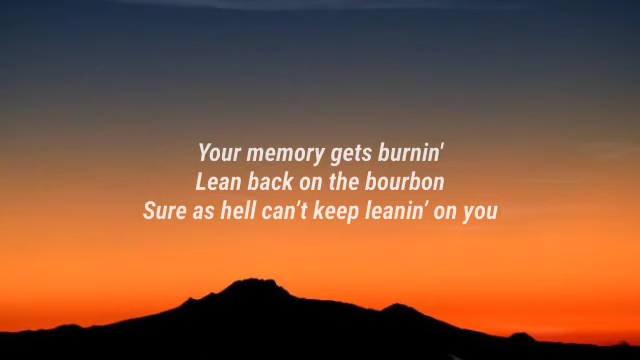 Your memory gets burnin'
Lean back on the bourbon
Sure as hell can’t keep leanin’ on you